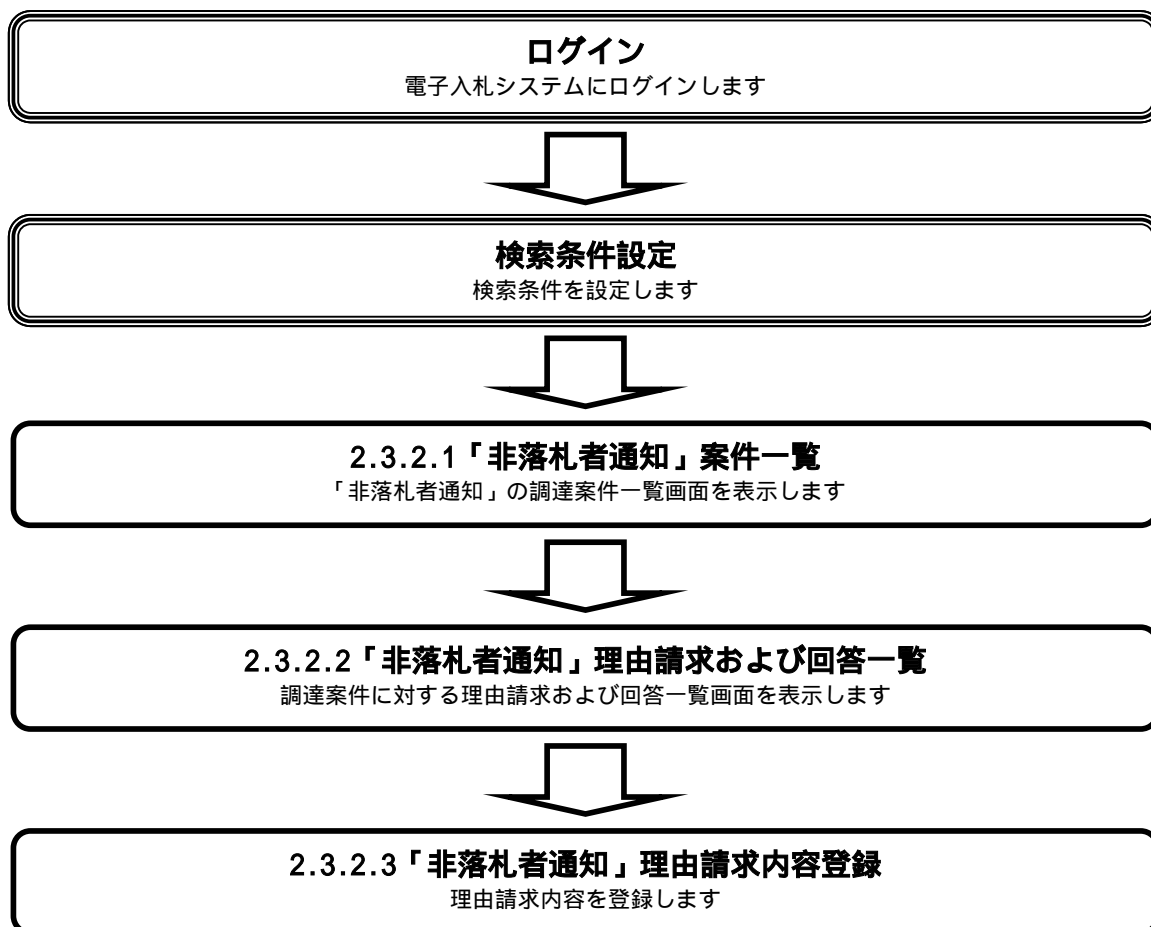 ログイン
電子入札システムにログインします
検索条件設定
検索条件を設定します
2.3.2.1「非落札者通知」案件一覧
「非落札者通知」の調達案件一覧画面を表示します
2.3.2.2「非落札者通知」理由請求および回答一覧
調達案件に対する理由請求および回答一覧画面を表示します
2.3.2.3「非落札者通知」理由請求内容登録
理由請求内容を登録します